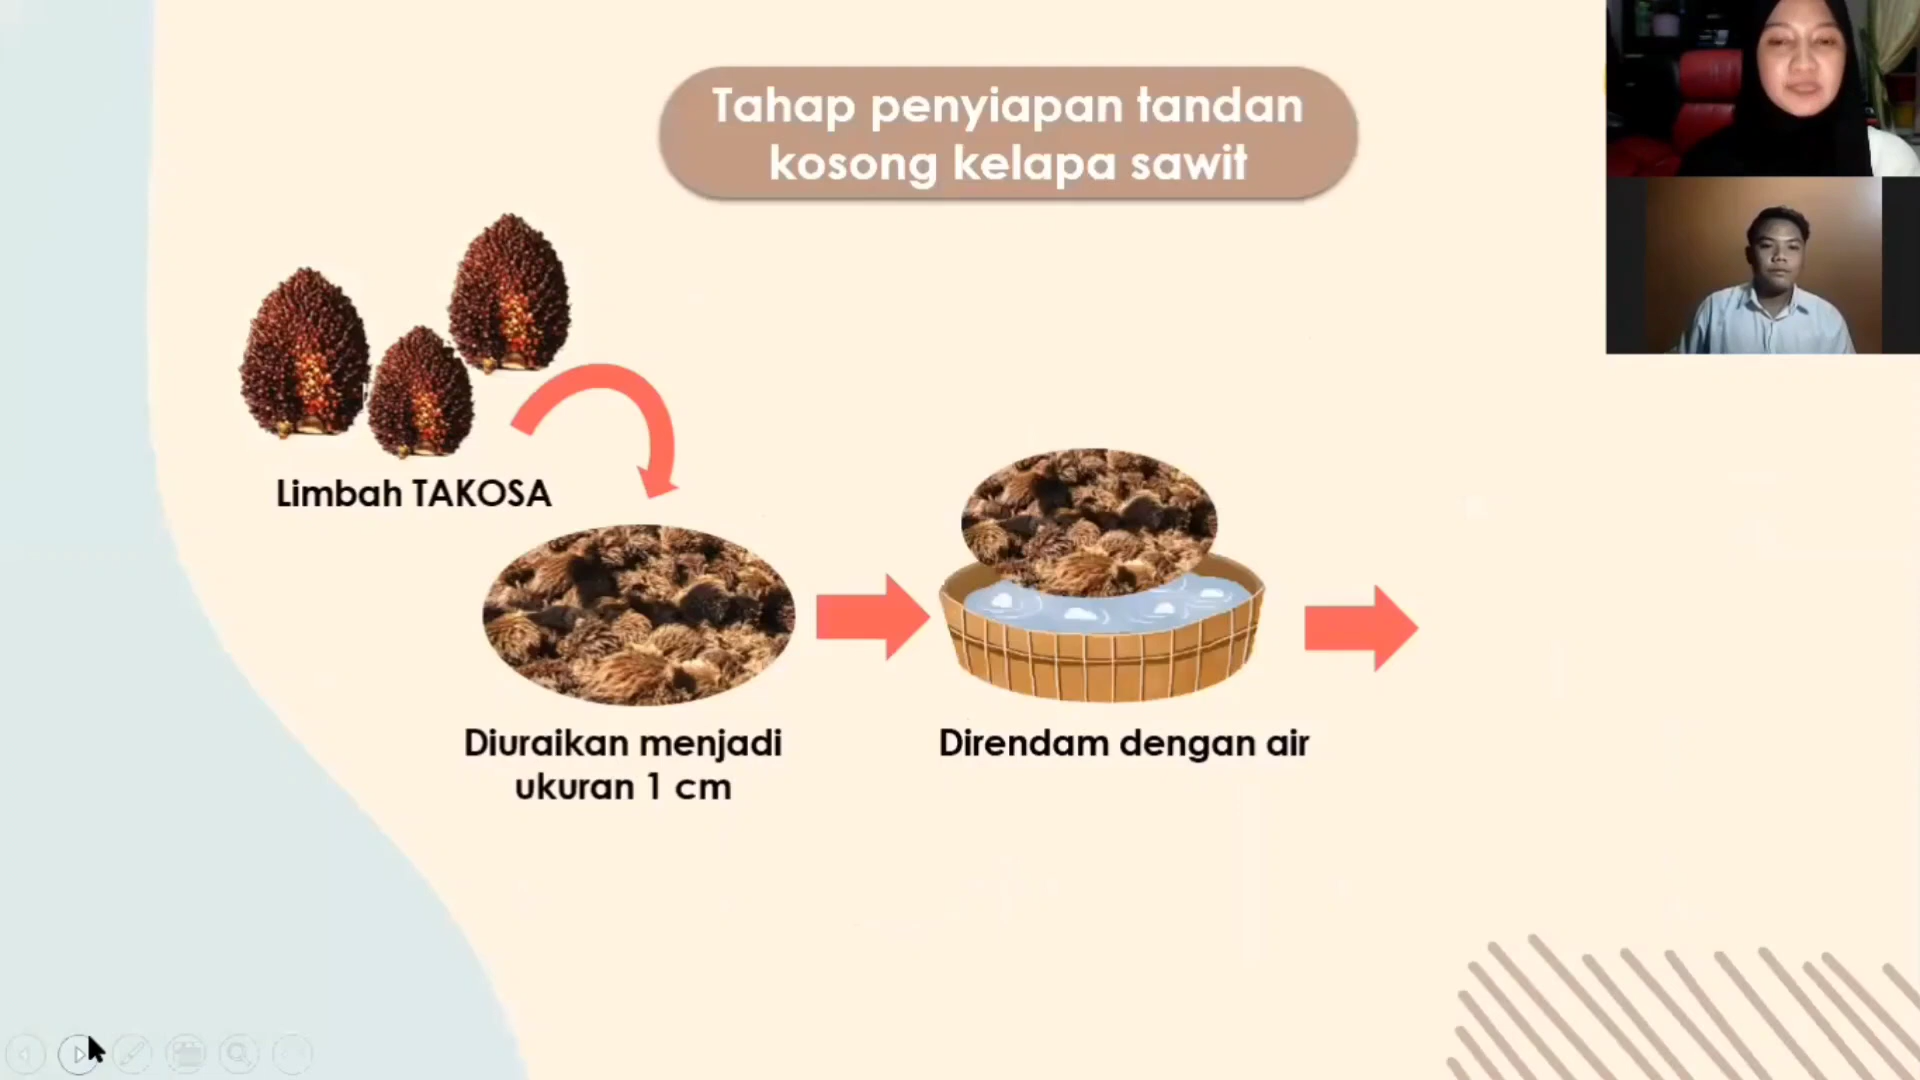 Tahap penyiapan tandan
kosong kelapa sawit
Limbah TAKOSA
Diuraikan menjadi
ukuran 1 cm
Direndam dengan air